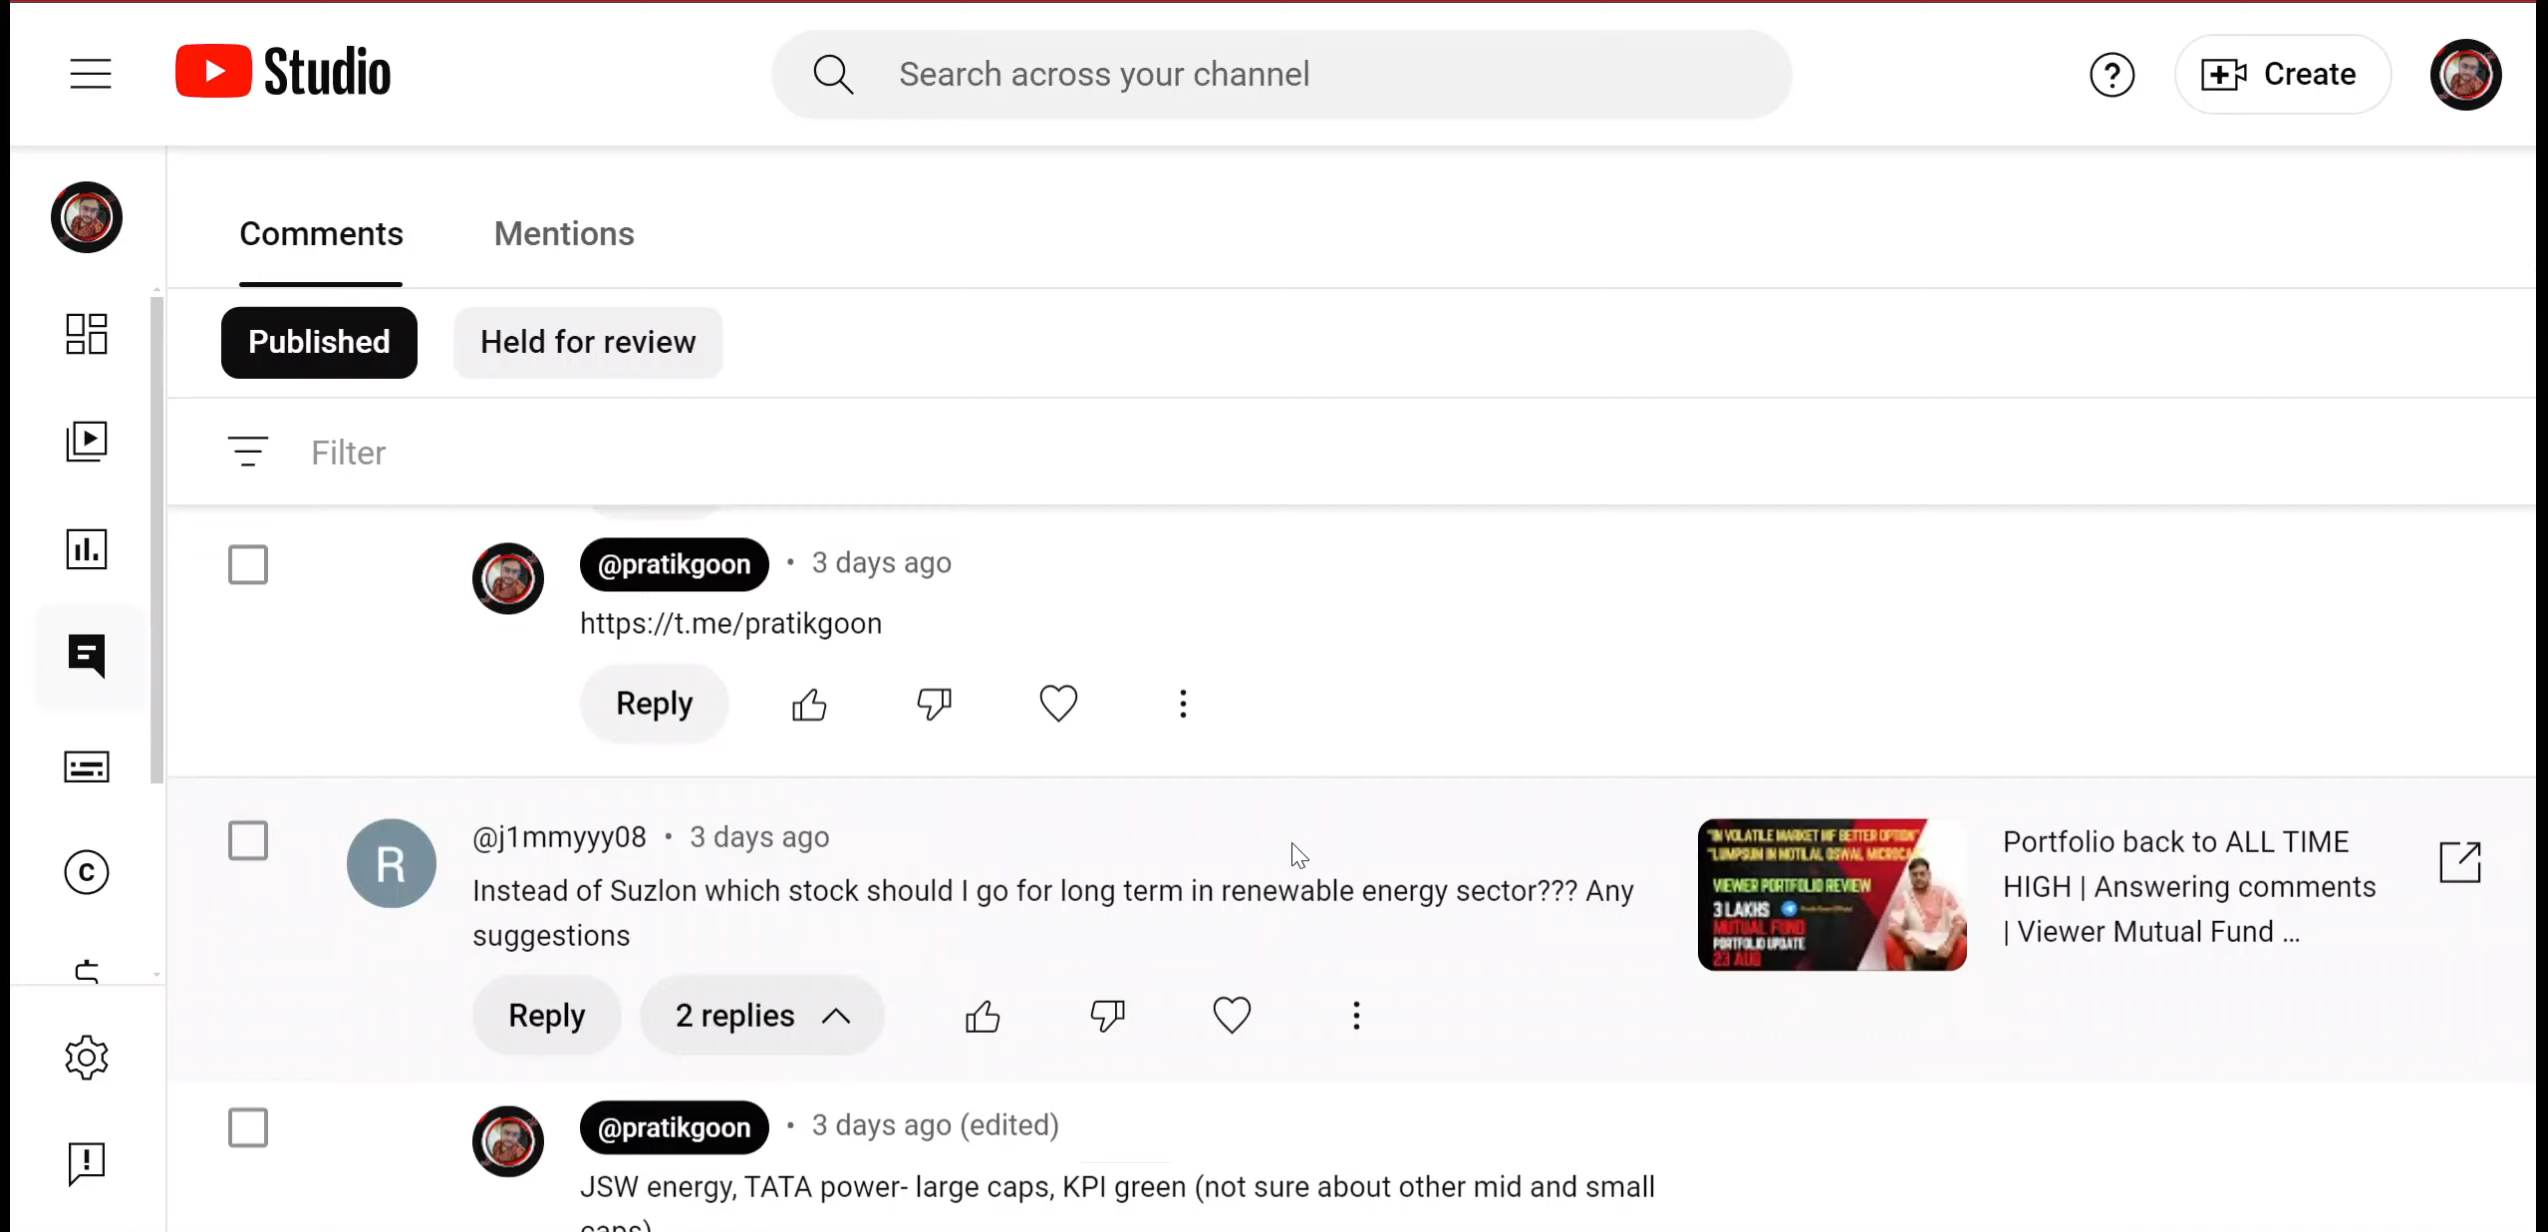 Studio
Search across your channel
Create
Comments
Mentions
Published
Held for review
Filter
@pratikgoon • 3 days ago
https://t.me/pratikgoon
Reply
@j1mmyyy08 • 3 days ago
R
Instead of Suzlon which stock should I go for long term in renewable energy sector??? Any
suggestions
"IN VOLATILE MARKET MF BETTER OPTION"
"LUMPSUN IN MOTILAL OSWAL MICROCA
VIEWER PORTFOLIO REVIEW
3 LAKHS
MUTUAL FUND
PORTFOLIO UPDATE
23 AUG
Portfolio back to ALL TIME
HIGH | Answering comments
| Viewer Mutual Fund ...
Reply
2 replies
@pratikgoon • 3 days ago (edited)
JSW energy, TATA power- large caps, KPI green (not sure about other mid and small
caps)